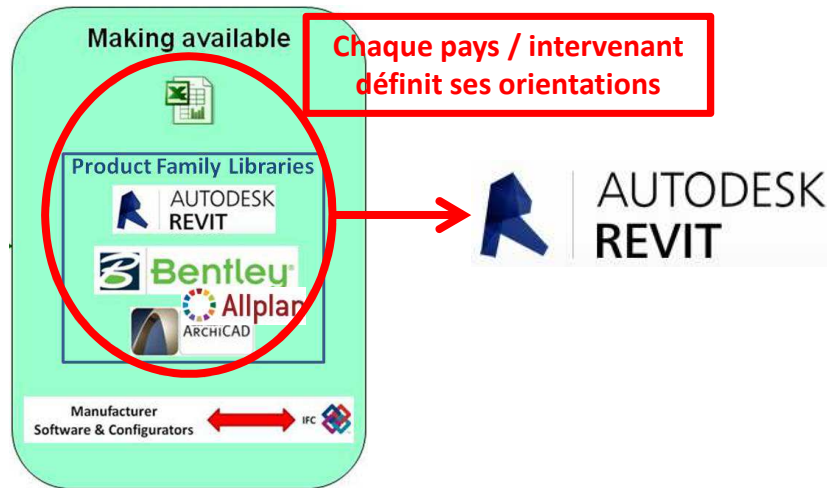 Making available
Chaque pays / intervenant
définit ses orientations
Product Family Libraries
AUTODESK
REVIT
Bentley
Allplan
ARCHICAD
Manufacturer
Software & Configurators
IFC
AUTODESK
REVIT